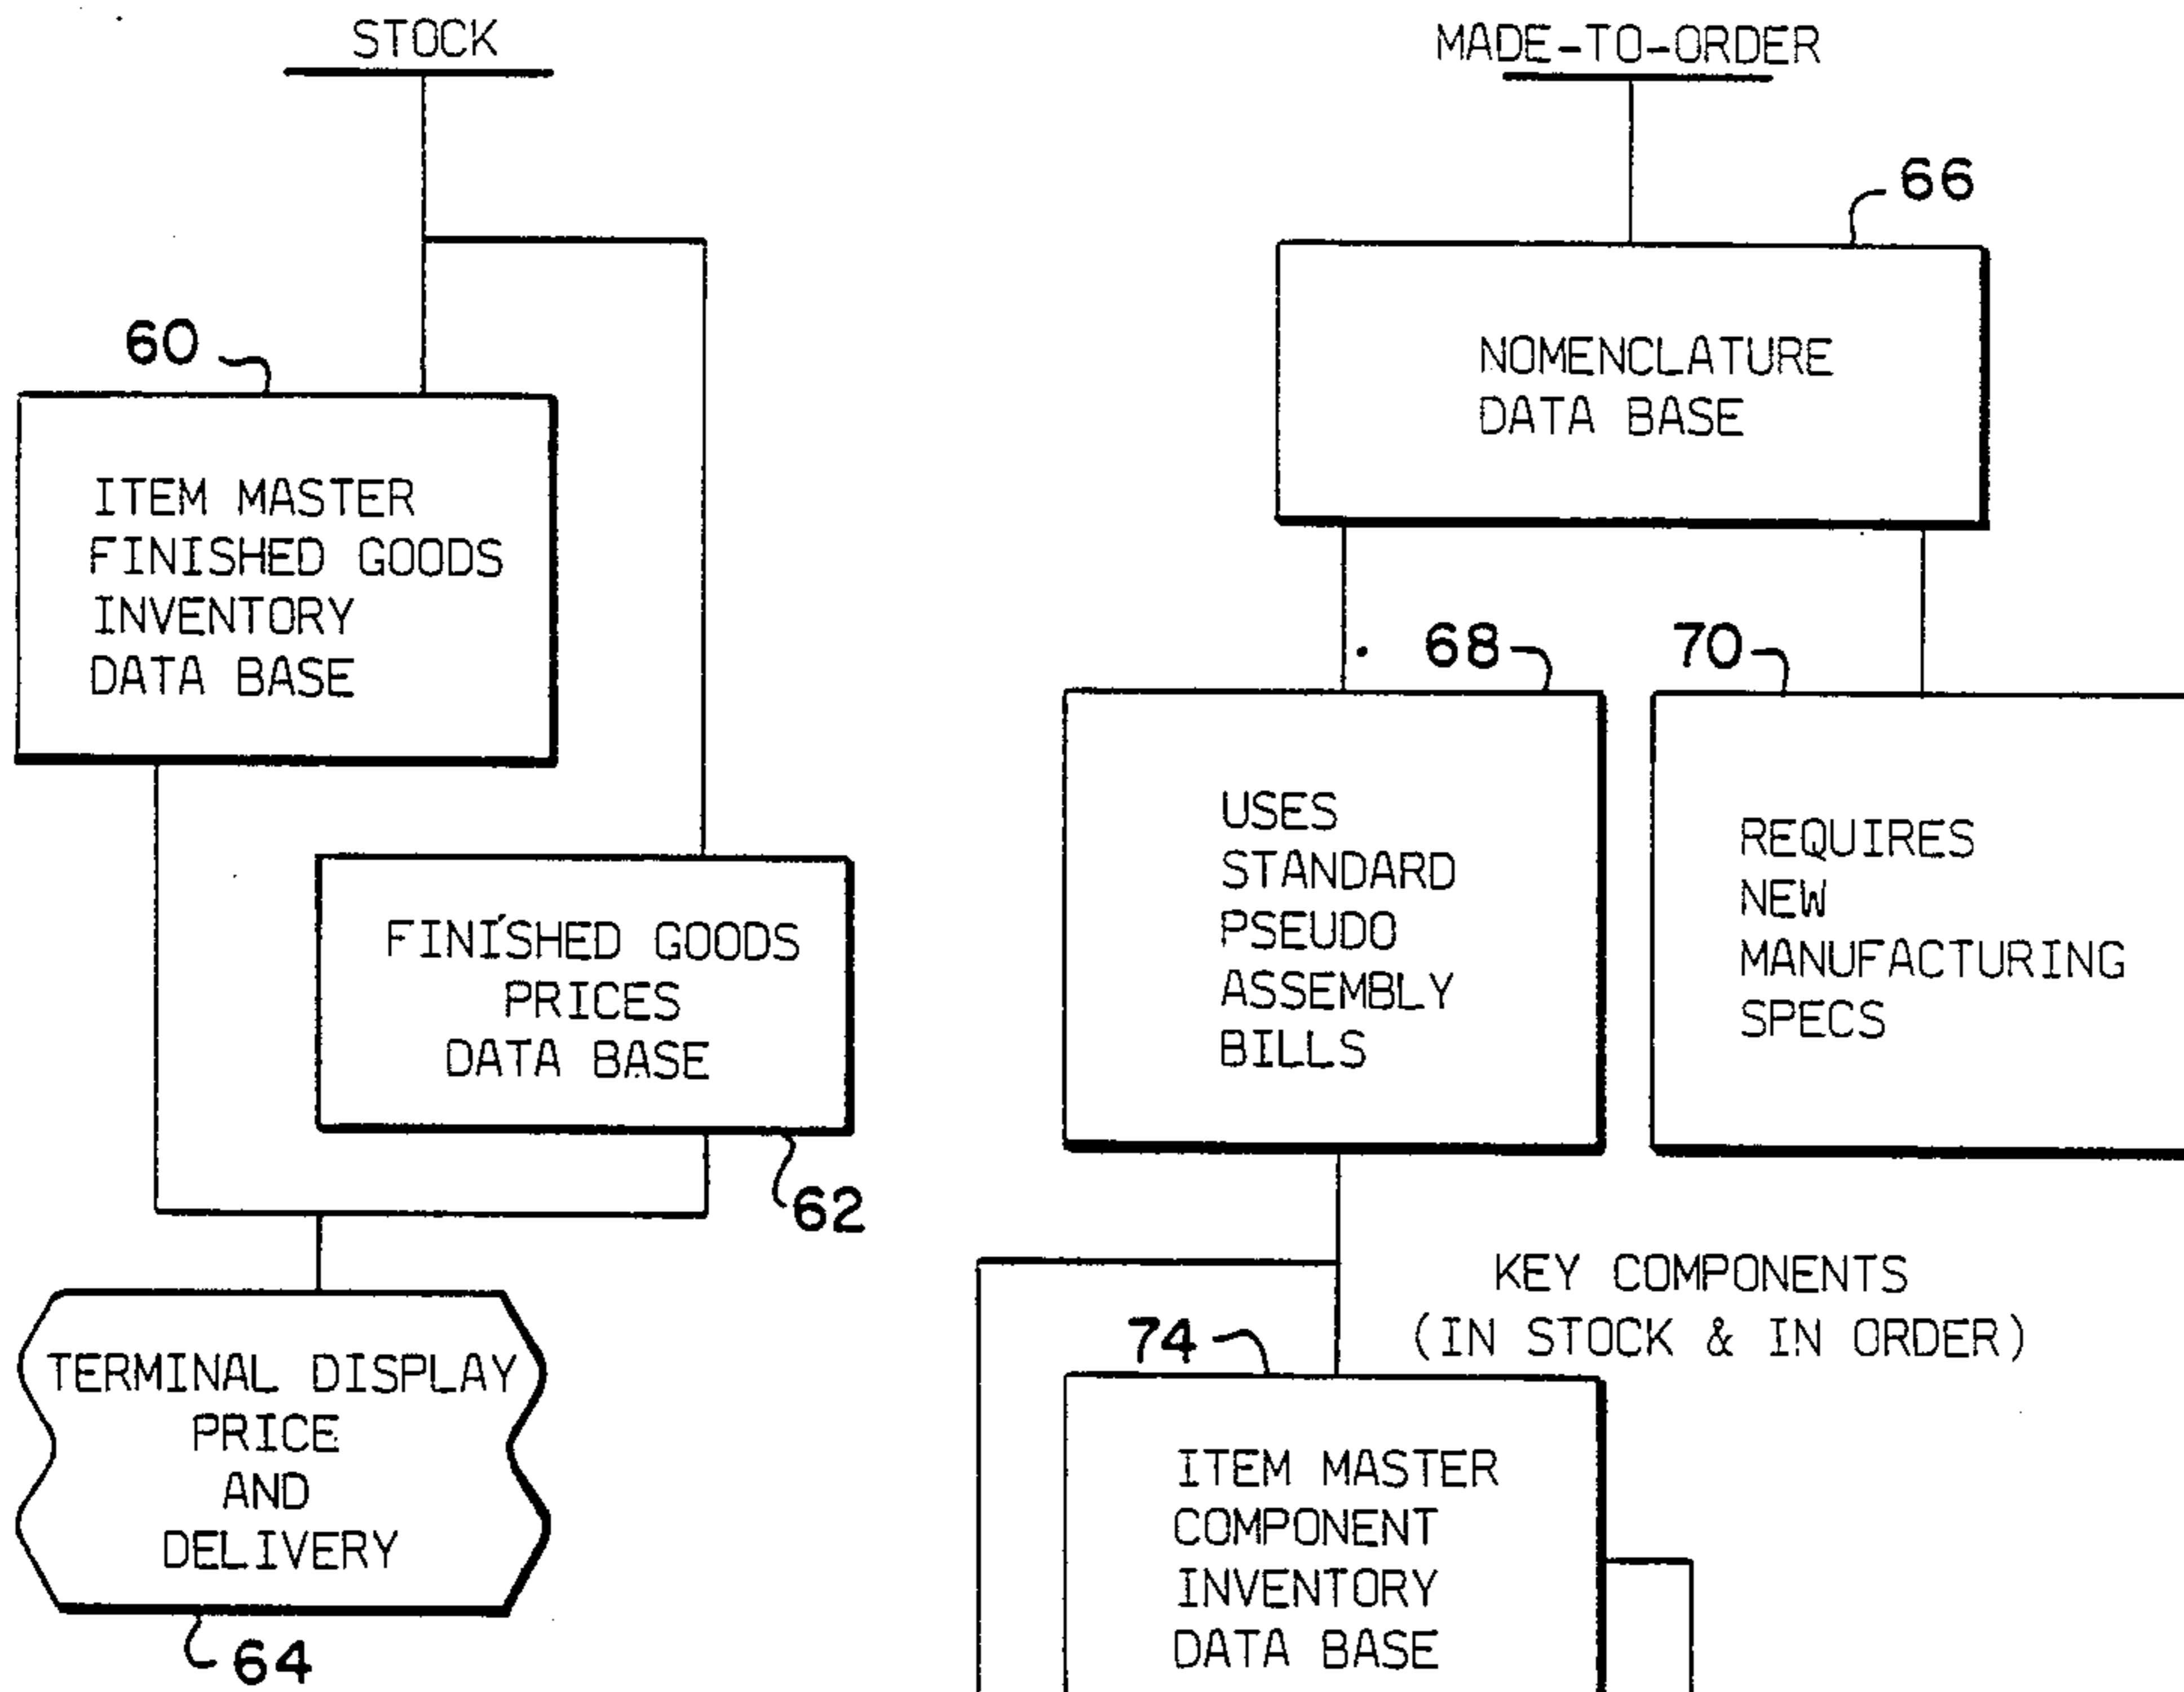 STOCK
60
ITEM MASTER
FINISHED GOODS
INVENTORY
DATA BASE
FINISHED GOODS
PRICES
DATA BASE
62
TERMINAL DISPLAY
PRICE
AND
DELIVERY
64
MADE-TO-ORDER
66
NOMENCLATURE
DATA BASE
68
USES
STANDARD
PSEUDO
ASSEMBLY
BILLS
70
REQUIRES
NEW
MANUFACTURING
SPECS
KEY COMPONENTS
(IN STOCK & IN ORDER)
74
ITEM MASTER
COMPONENT
INVENTORY
DATA BASE